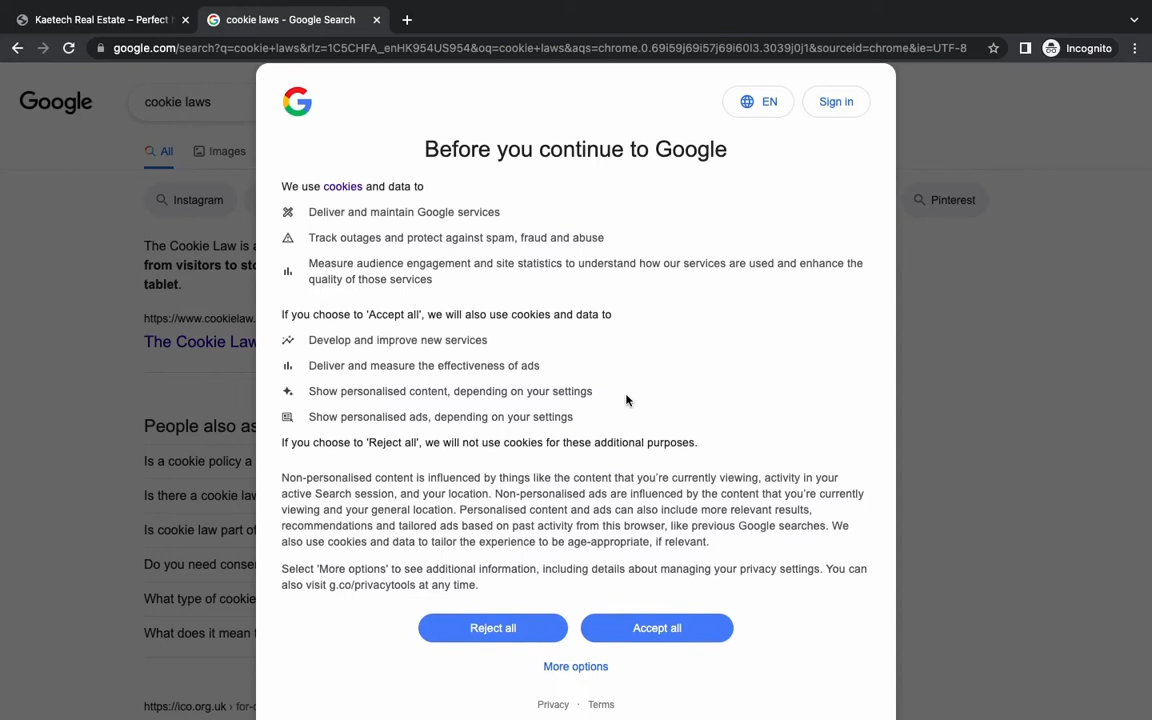 Kaetech Real Estate – Perfect
cookie laws - Google Search
google.com/search?q=cookie+laws&rlz=1C5CHFA_enHK954US954&oq=cookie+laws&aqs=chrome.0.69i59j69i57j69i60l3.3039j0j1&sourceid=chrome&ie=UTF-8
Incognito
Google
cookie laws
All
Images
Instagram
Pinterest
The Cookie Law is a
from visitors to sto
tablet.
https://www.cookielaw.
The Cookie Law
People also as
Is a cookie policy a
Is there a cookie law
Is cookie law part of
Do you need conse
What type of cookie
What does it mean
https://ico.org.uk › for-o
EN
Sign in
Before you continue to Google
We use cookies and data to
Deliver and maintain Google services
Track outages and protect against spam, fraud and abuse
Measure audience engagement and site statistics to understand how our services are used and enhance the
quality of those services
If you choose to 'Accept all', we will also use cookies and data to
Develop and improve new services
Deliver and measure the effectiveness of ads
Show personalised content, depending on your settings
Show personalised ads, depending on your settings
If you choose to 'Reject all', we will not use cookies for these additional purposes.
Non-personalised content is influenced by things like the content that you're currently viewing, activity in your
active Search session, and your location. Non-personalised ads are influenced by the content that you're currently
viewing and your general location. Personalised content and ads can also include more relevant results,
recommendations and tailored ads based on past activity from this browser, like previous Google searches. We
also use cookies and data to tailor the experience to be age-appropriate, if relevant.
Select 'More options' to see additional information, including details about managing your privacy settings. You can
also visit g.co/privacytools at any time.
Reject all
Accept all
More options
Privacy · Terms